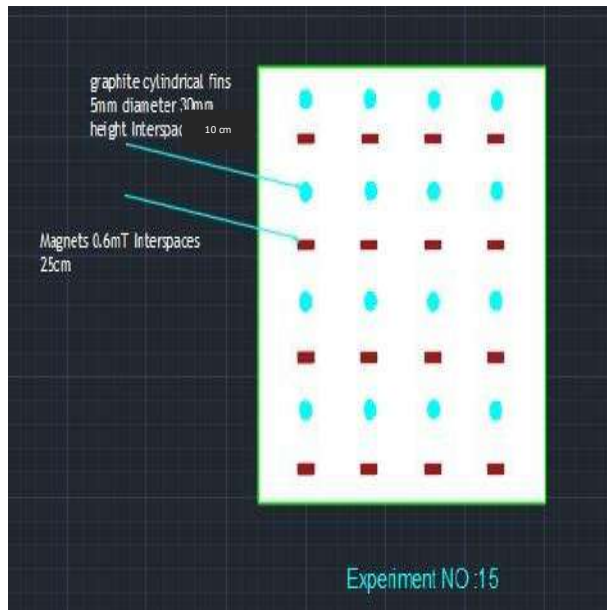 graphite cylindrical fins
5mm diameter 30mm
height Interspac 10 cm
Magnets 0.6mT Interspaces
25cm
Experiment NO :15